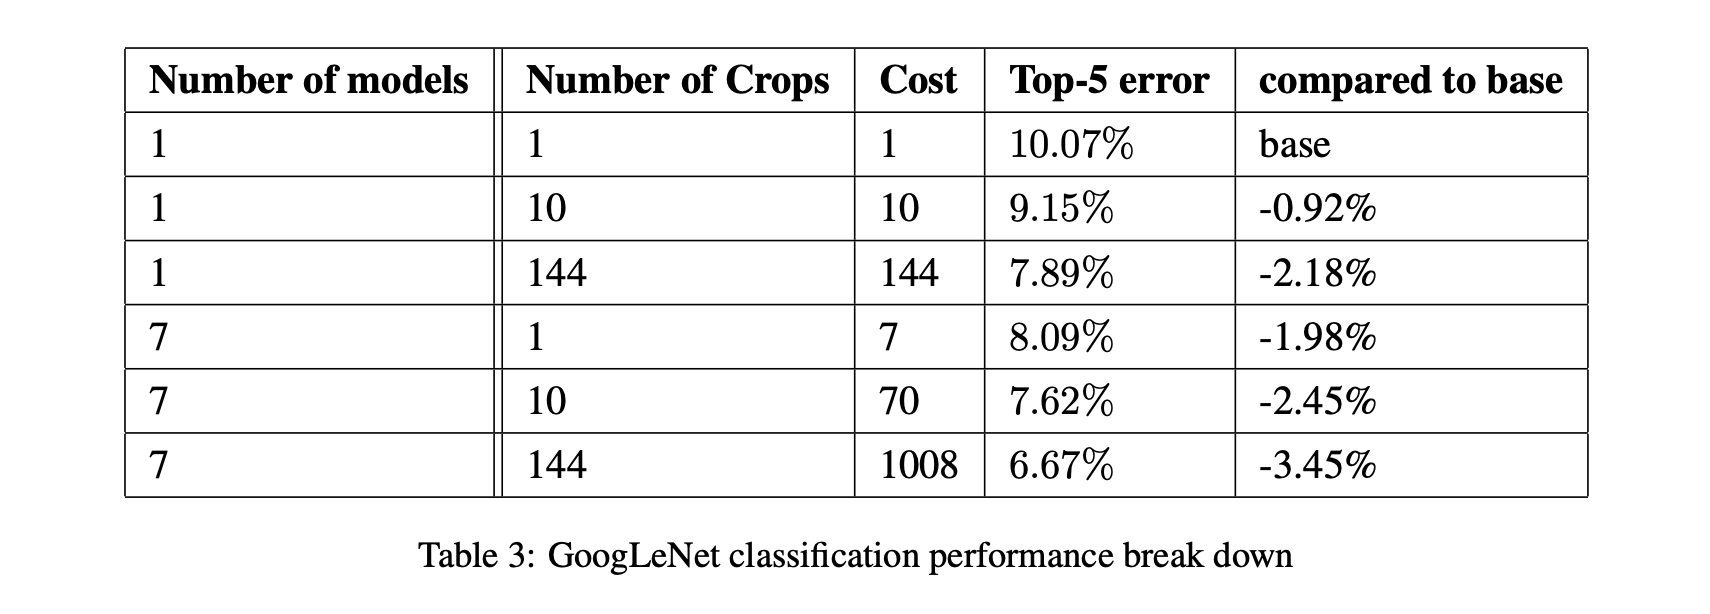 Number of models Number of Crops Cost Top-5 error compared to base
1 1 1 10.07% base
1 10 10 9.15% -0.92%
1 144 144 7.89% -2.18%
7 1 7 8.09% -1.98%
7 10 70 7.62% -2.45%
7 144 1008 6.67% -3.45%
Table 3: GoogLeNet classification performance break down